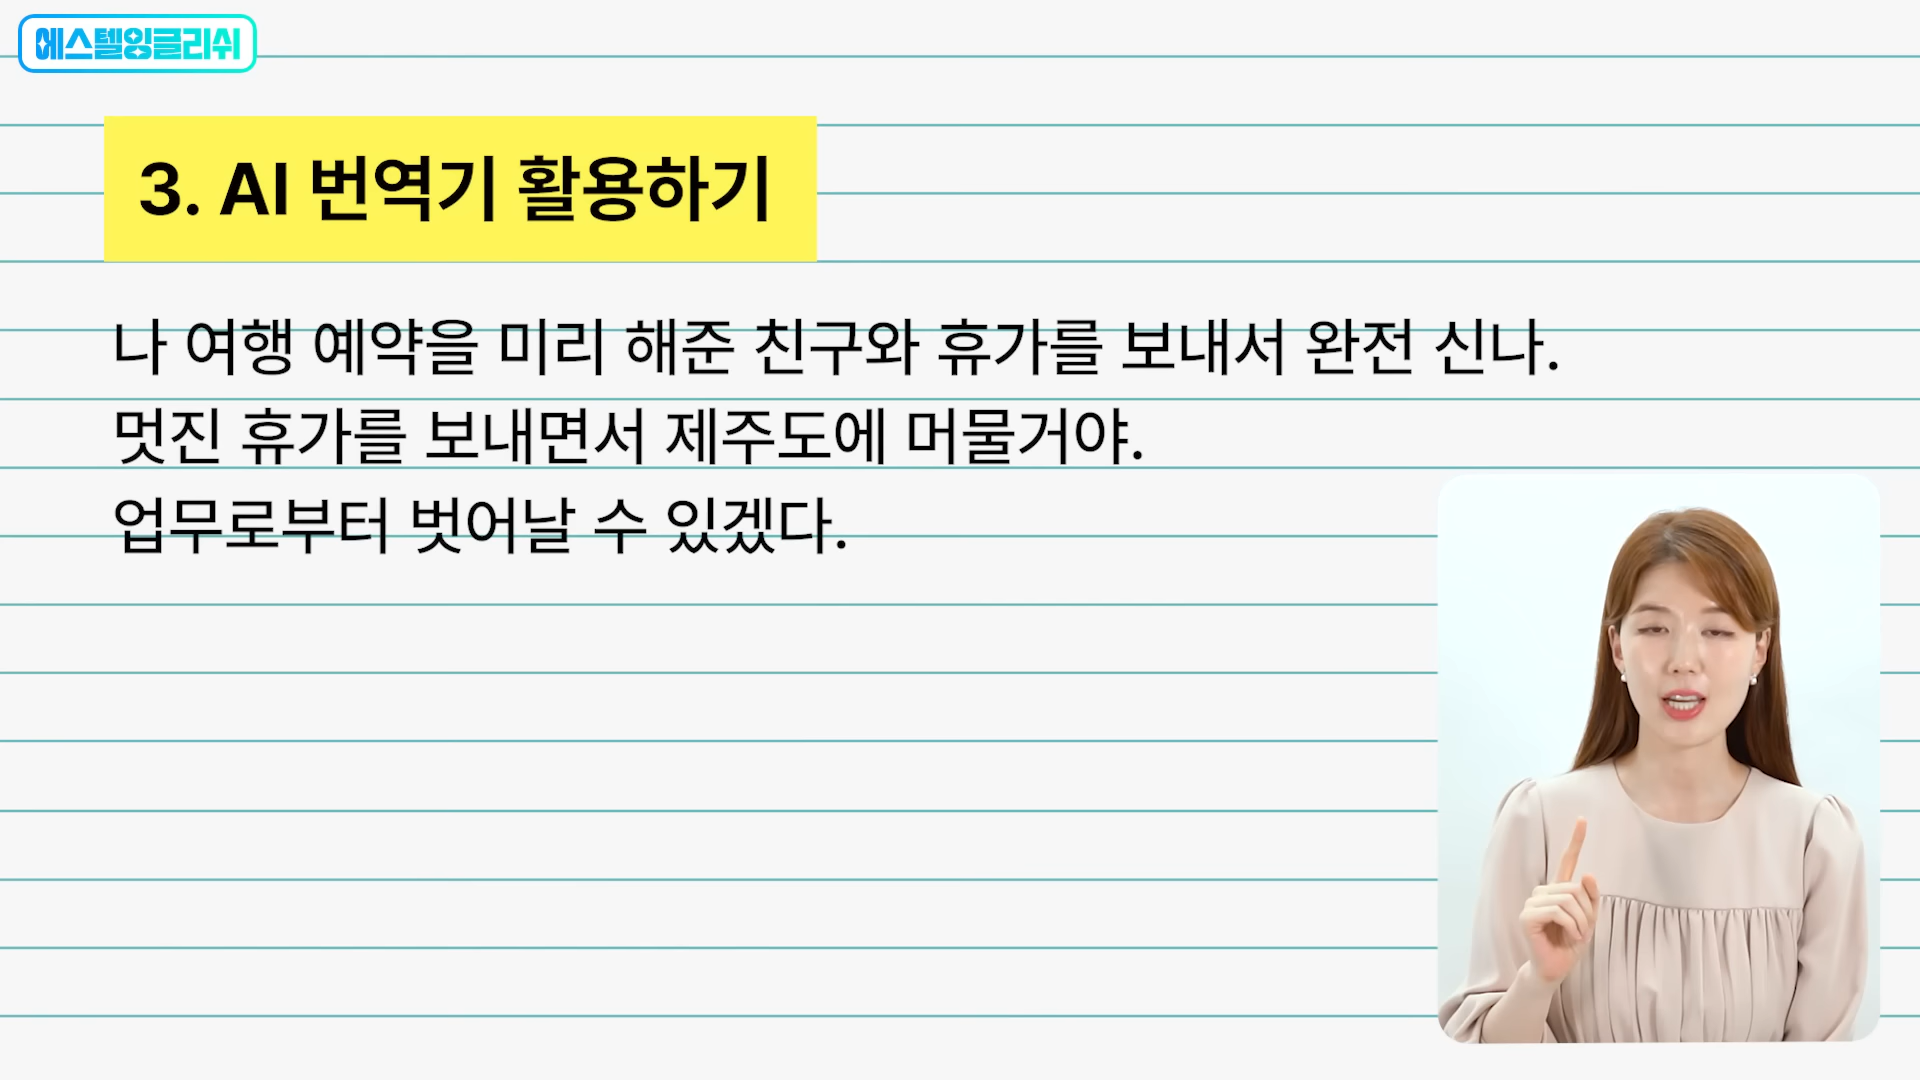 에스텔잉글리쉬
3. AI 번역기 활용하기
나 여행 예약을 미리 해준 친구와 휴가를 보내서 완전 신나.
멋진 휴가를 보내면서 제주도에 머물거야.
업무로부터 벗어날 수 있겠다.